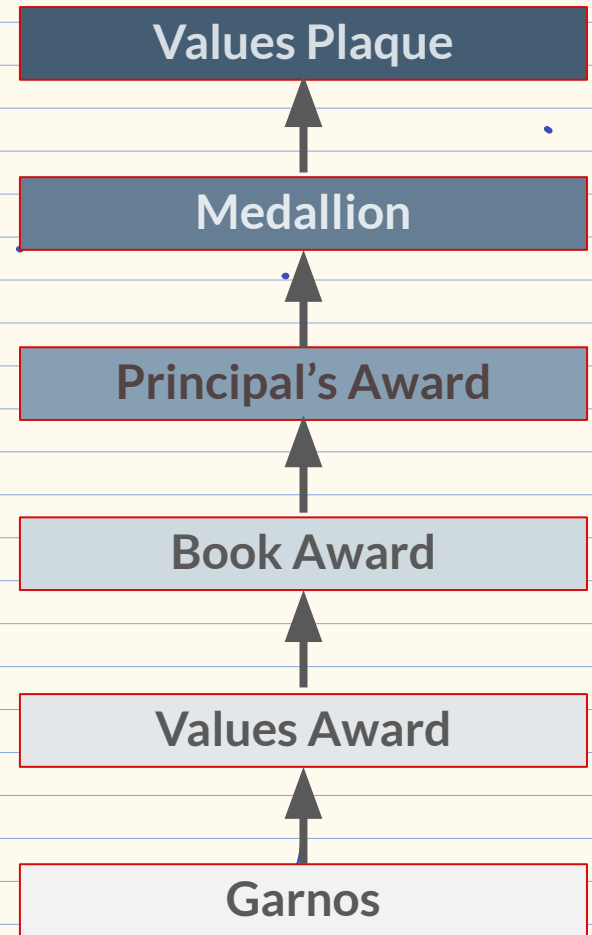 Values Plaque
Medallion
Principal’s Award
Book Award
Values Award
Garnos